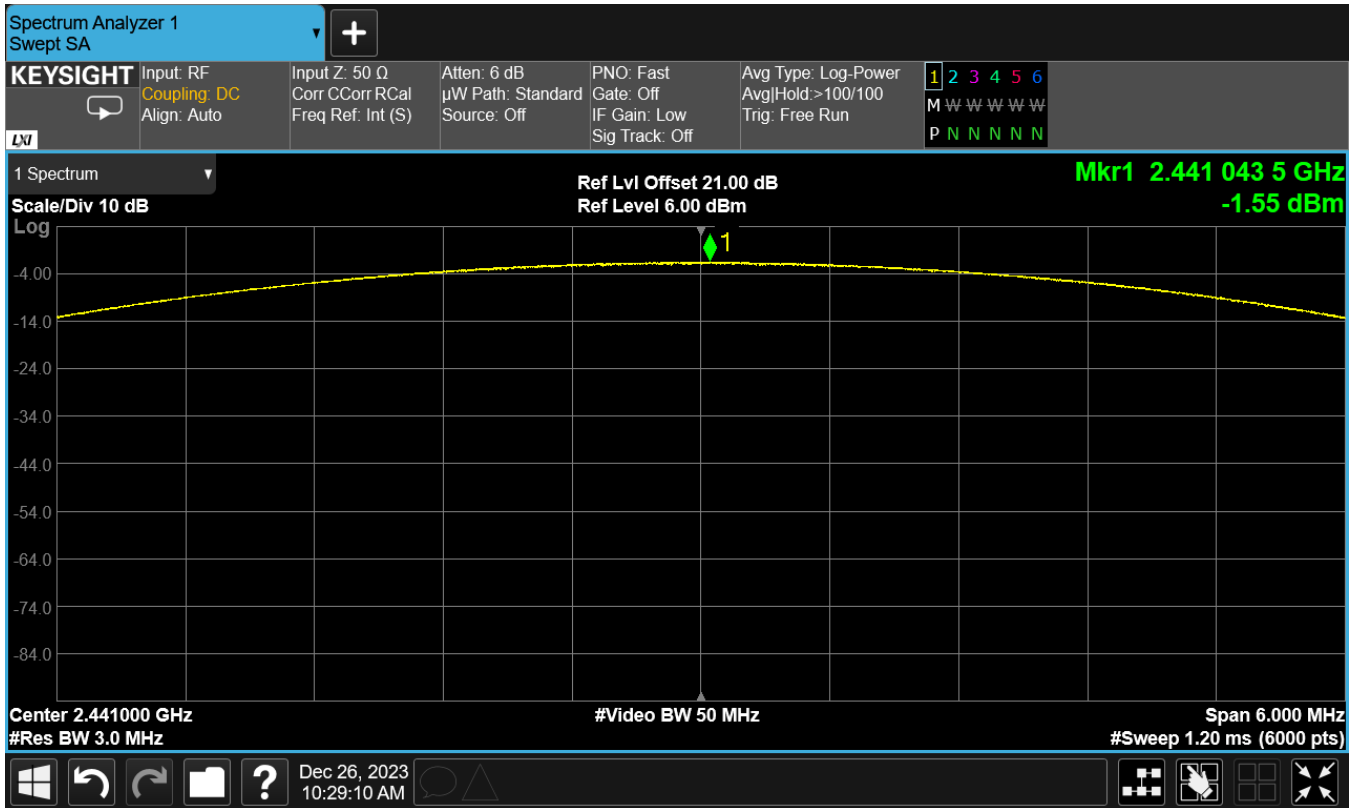 Spectrum Analyzer 1
Swept SA
KEYSIGHT
LXI
Input: RF
Coupling: DC
Align: Auto
Input Z: 50 Ω
Corr CCorr RCal
Freq Ref: Int (S)
Atten: 6 dB
µW Path: Standard
Source: Off
PNO: Fast
Gate: Off
IF Gain: Low
Sig Track: Off
Avg Type: Log-Power
Avg|Hold:>100/100
Trig: Free Run
1 2 3 4 5 6
M W W W W W
P N N N N N
1 Spectrum
Scale/Div 10 dB
Log
Ref Lvl Offset 21.00 dB
Ref Level 6.00 dBm
Mkr1 2.441 043 5 GHz
-1.55 dBm
1
-4.00
-14.0
-24.0
-34.0
-44.0
-54.0
-64.0
-74.0
-84.0
Center 2.441000 GHz
#Res BW 3.0 MHz
#Video BW 50 MHz
Span 6.000 MHz
#Sweep 1.20 ms (6000 pts)
?
Dec 26, 2023
10:29:10 AM